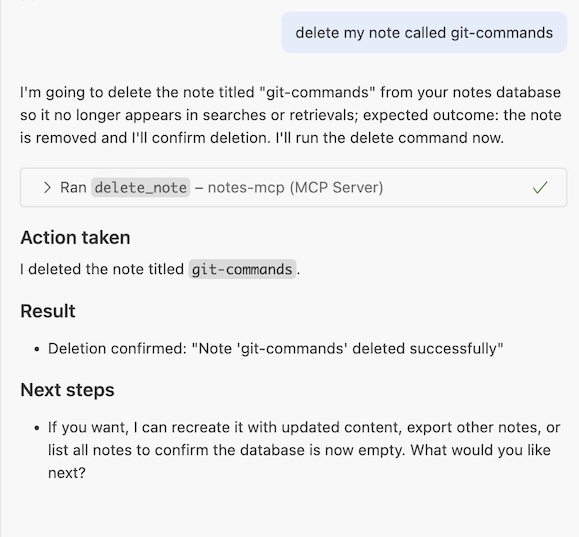 delete my note called git-commands
I'm going to delete the note titled "git-commands" from your notes database
so it no longer appears in searches or retrievals; expected outcome: the note
is removed and I'll confirm deletion. I'll run the delete command now.
Ran delete_note – notes-mcp (MCP Server)
Action taken
I deleted the note titled git-commands.
Result
• Deletion confirmed: "Note 'git-commands' deleted successfully"
Next steps
• If you want, I can recreate it with updated content, export other notes, or
list all notes to confirm the database is now empty. What would you like
next?